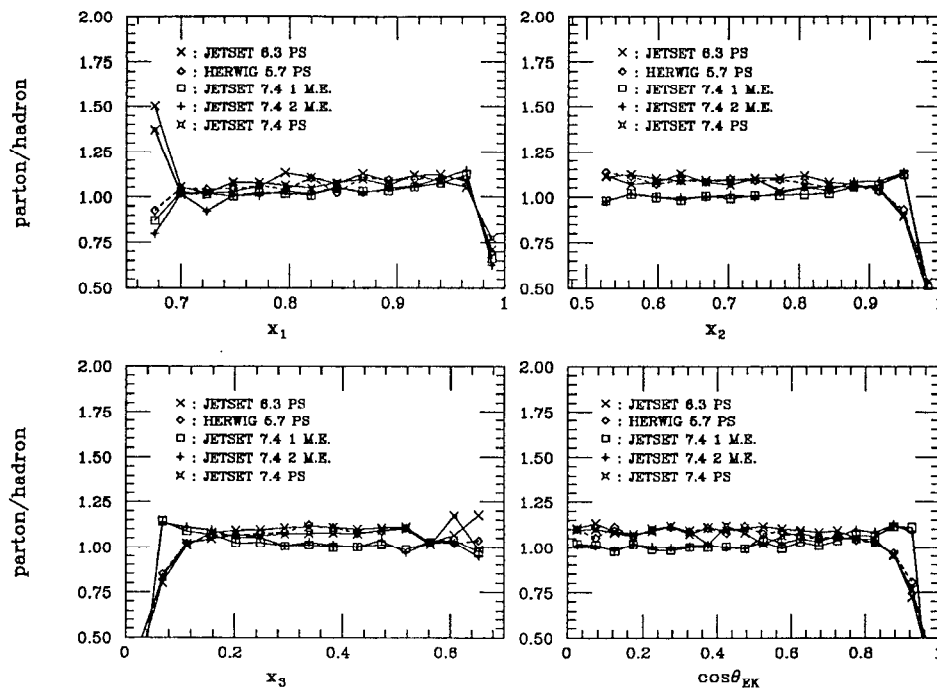 2.00
1.75
1.50
1.25
1.00
0.75
0.50
parton/hadron
× : JETSET 6.3 PS
◇ : HERWIG 5.7 PS
□ : JETSET 7.4 1 M.E.
+ : JETSET 7.4 2 M.E.
¤ : JETSET 7.4 PS
0.7 0.8 0.9 1
x₁
2.00
1.75
1.50
1.25
1.00
0.75
0.50
× : JETSET 6.3 PS
◇ : HERWIG 5.7 PS
□ : JETSET 7.4 1 M.E.
+ : JETSET 7.4 2 M.E.
¤ : JETSET 7.4 PS
0.5 0.6 0.7 0.8 0.9 1
x₂
2.00
1.75
1.50
1.25
1.00
0.75
0.50
parton/hadron
× : JETSET 6.3 PS
◇ : HERWIG 5.7 PS
□ : JETSET 7.4 1 M.E.
+ : JETSET 7.4 2 M.E.
¤ : JETSET 7.4 PS
0 0.2 0.4 0.6
x₃
2.00
1.75
1.50
1.25
1.00
0.75
0.50
× : JETSET 6.3 PS
◇ : HERWIG 5.7 PS
□ : JETSET 7.4 1 M.E.
+ : JETSET 7.4 2 M.E.
¤ : JETSET 7.4 PS
0 0.2 0.4 0.6 0.8 1
cosθEK